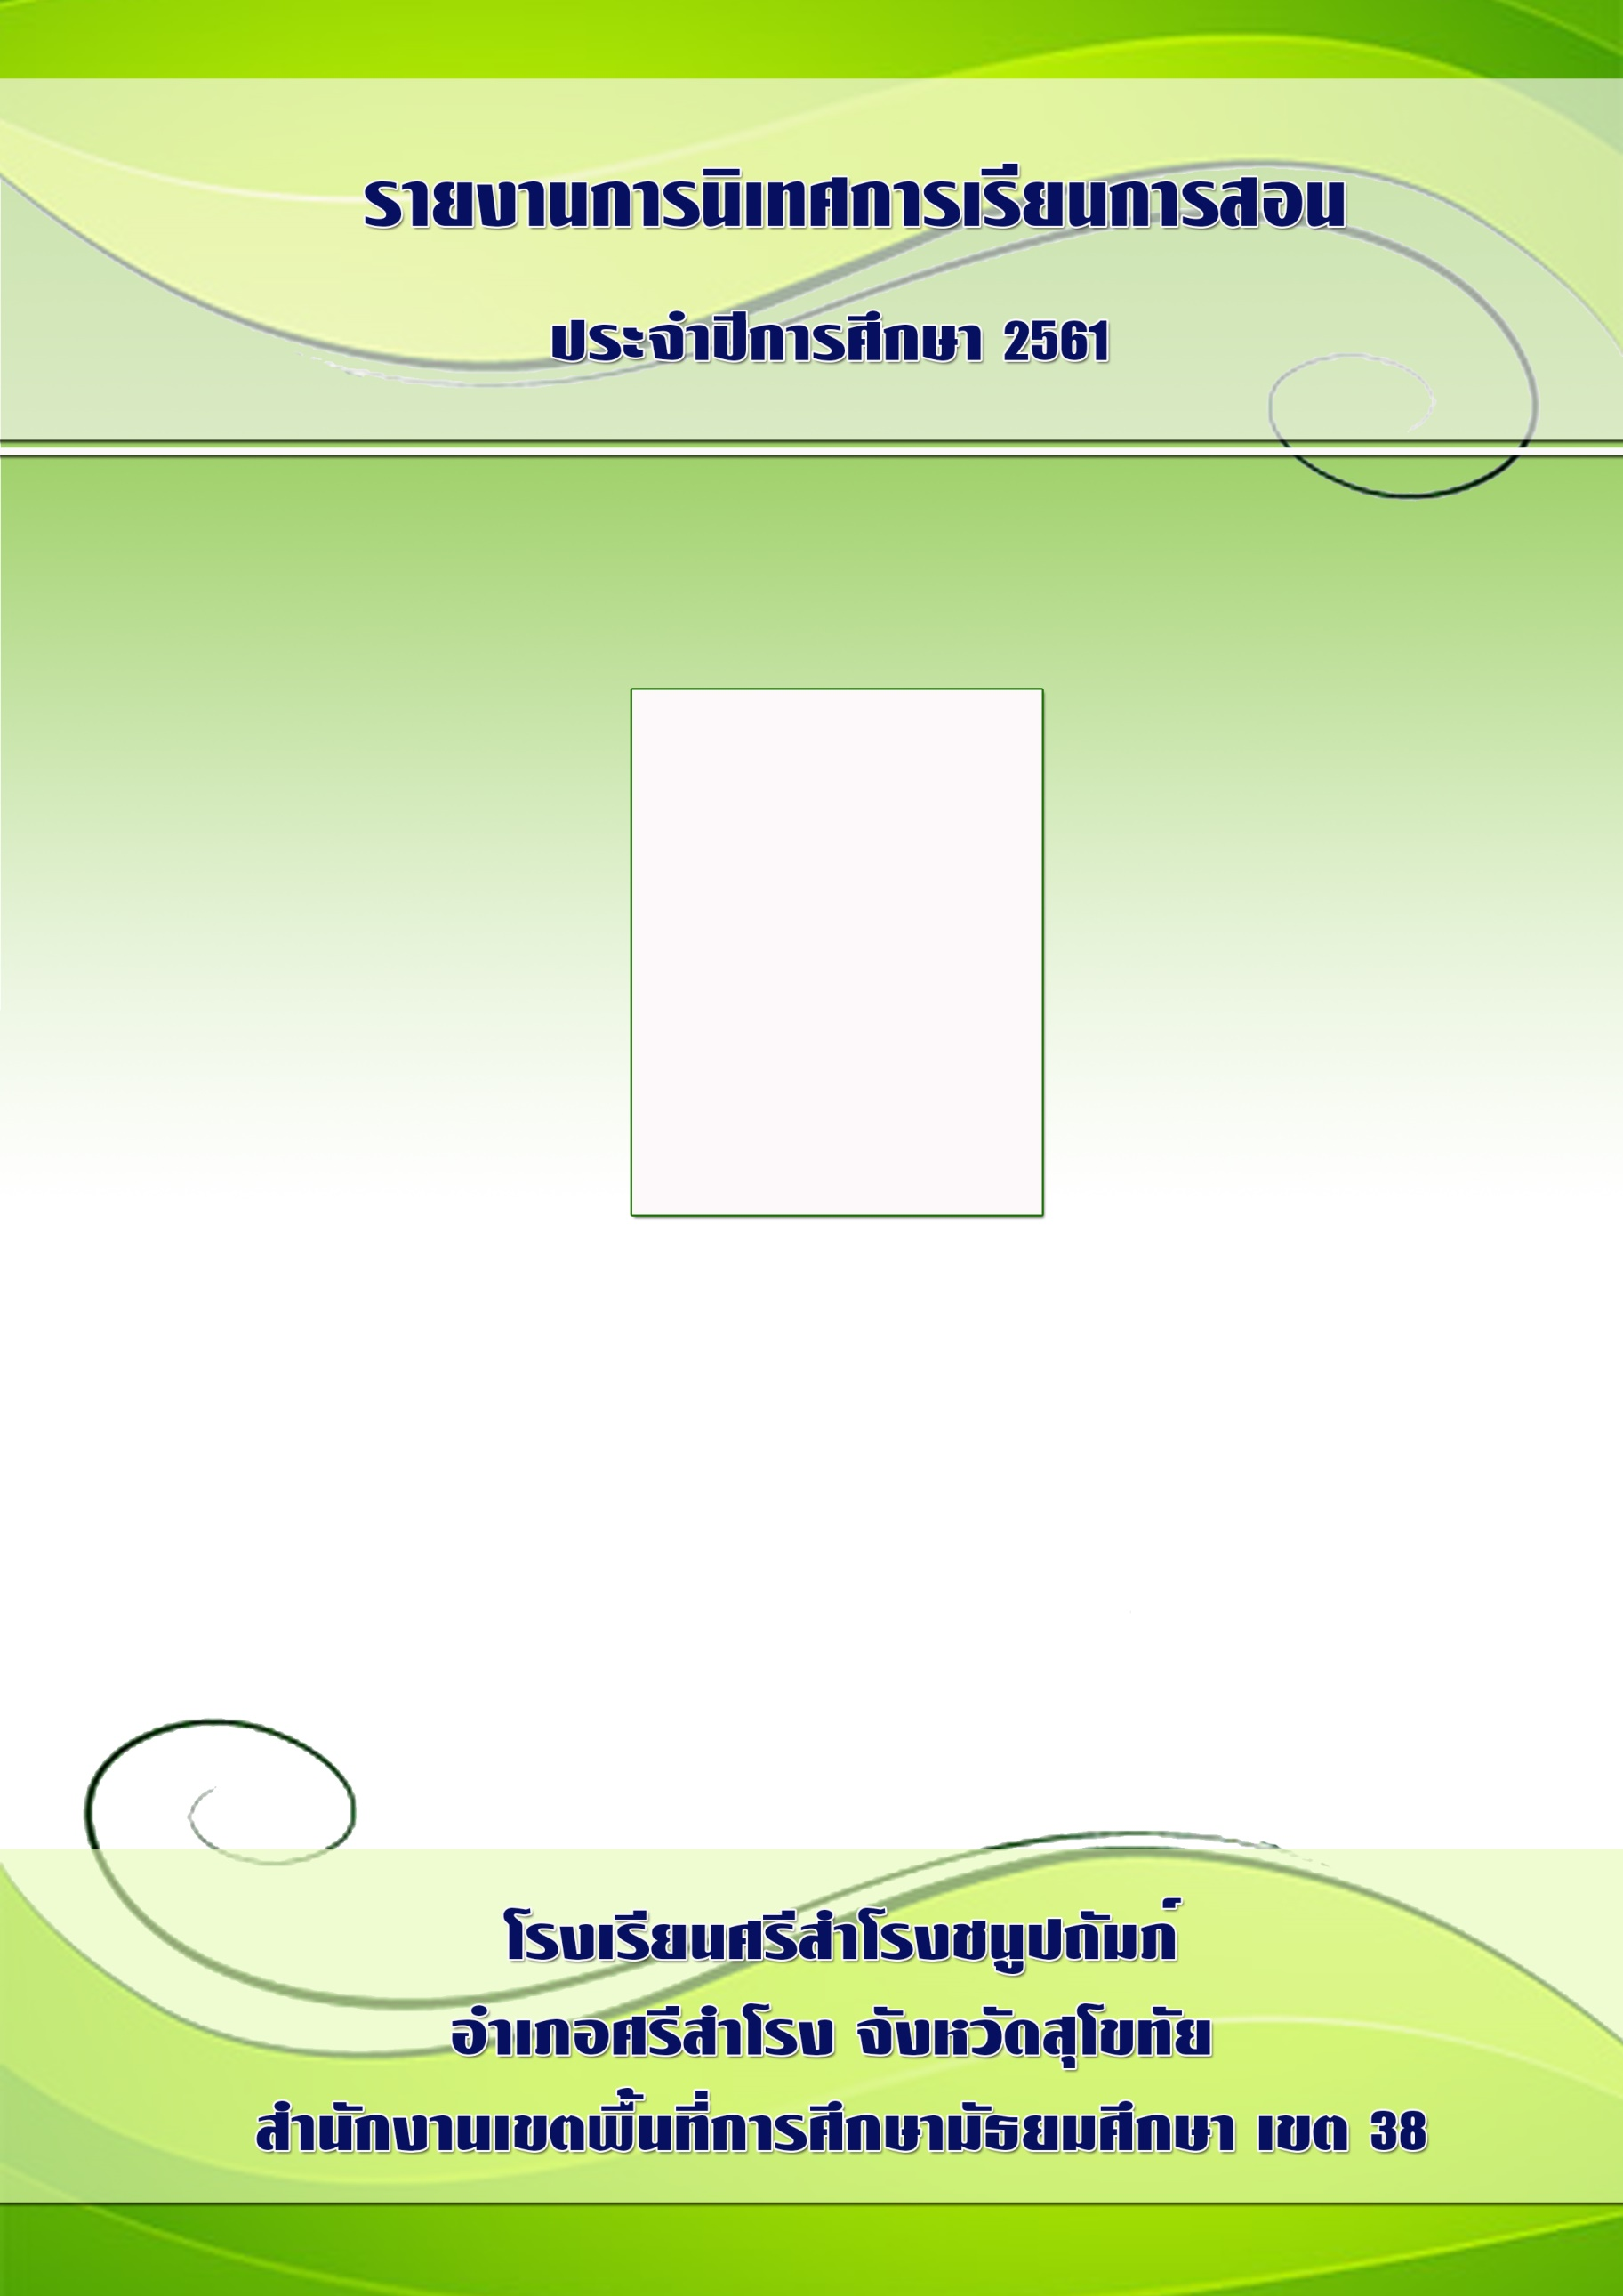 รายงานการนิเทศการเรียนการสอน
ประจำปีการศึกษา 2561
โรงเรียนศรีสำโรงชนูปถัมภ์
อำเภอศรีสำโรง จังหวัดสุโขทัย
สำนักงานเขตพื้นที่การศึกษามัธยมศึกษา เขต 38